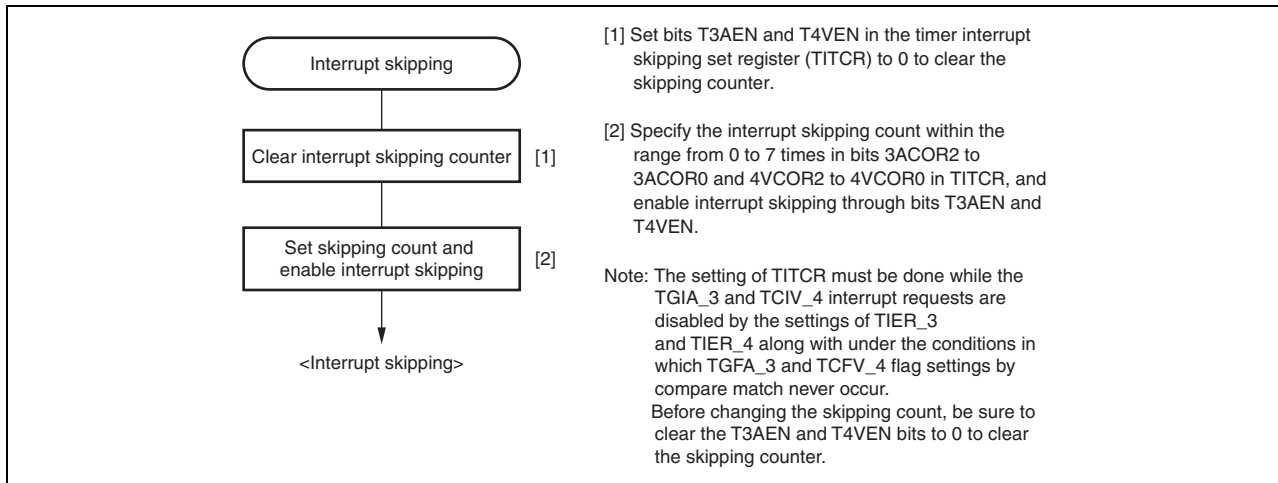 Interrupt skipping
Clear interrupt skipping counter [1]
Set skipping count and
enable interrupt skipping [2]
<Interrupt skipping>
[1] Set bits T3AEN and T4VEN in the timer interrupt
skipping set register (TITCR) to 0 to clear the
skipping counter.
[2] Specify the interrupt skipping count within the
range from 0 to 7 times in bits 3ACOR2 to
3ACOR0 and 4VCOR2 to 4VCOR0 in TITCR, and
enable interrupt skipping through bits T3AEN and
T4VEN.
Note: The setting of TITCR must be done while the
TGIA_3 and TCIV_4 interrupt requests are
disabled by the settings of TIER_3
and TIER_4 along with under the conditions in
which TGFA_3 and TCFV_4 flag settings by
compare match never occur.
Before changing the skipping count, be sure to
clear the T3AEN and T4VEN bits to 0 to clear
the skipping counter.